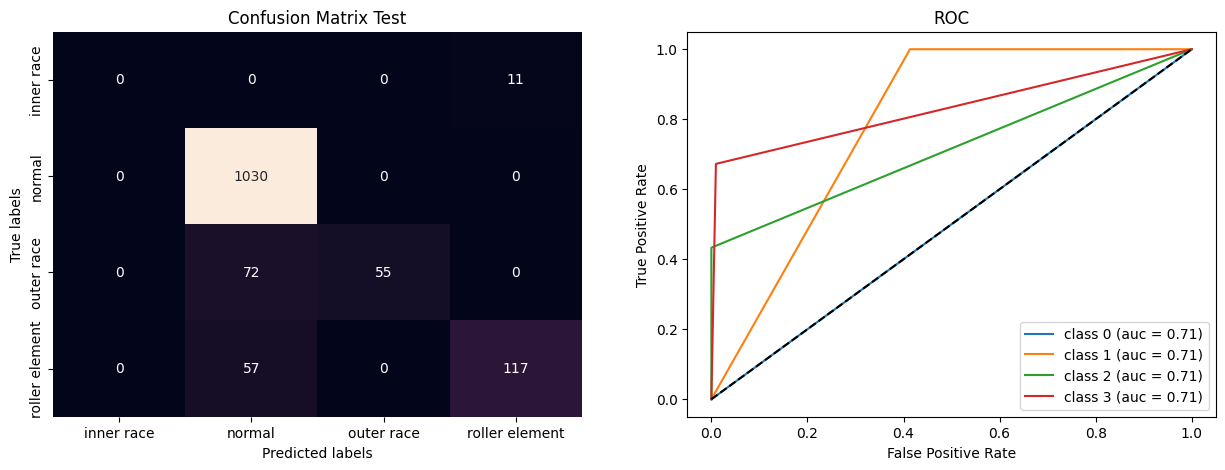 Confusion Matrix Test
True labels
inner race
normal
outer race
roller element
0 0 0 11
0 1030 0 0
0 72 55 0
0 57 0 117
inner race normal outer race roller element
Predicted labels
ROC
True Positive Rate
1.0
0.8
0.6
0.4
0.2
0.0
class 0 (auc = 0.71)
class 1 (auc = 0.71)
class 2 (auc = 0.71)
class 3 (auc = 0.71)
0.0 0.2 0.4 0.6 0.8 1.0
False Positive Rate